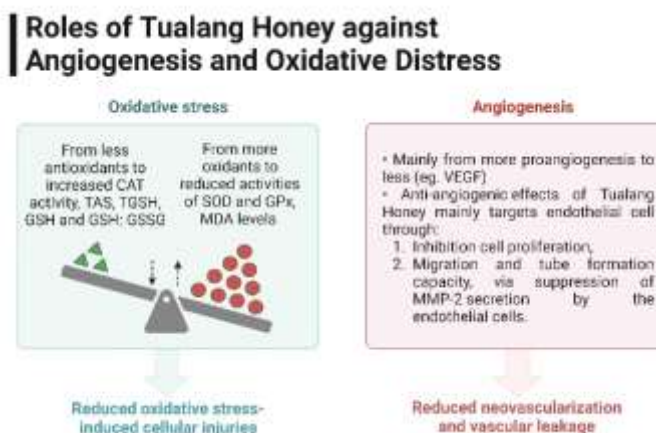 Roles of Tualang Honey against
Angiogenesis and Oxidative Distress
Oxidative stress
From less
antioxidants to
increased CAT
activity, TAS, TGSH,
GSH and GSH: GSSG
From more
oxidants to
reduced activities
of SOD and GPx,
MDA levels
Reduced oxidative stress-
induced cellular injuries
Angiogenesis
• Mainly from more proangiogenesis to
less (eg. VEGF)
• Anti-angiogenic effects of Tualang
Honey mainly targets endothelial cell
through:
1. Inhibition cell proliferation,
2. Migration and tube formation
capacity, via suppression of
MMP-2 secretion by the
endothelial cells.
Reduced neovascularization
and vascular leakage